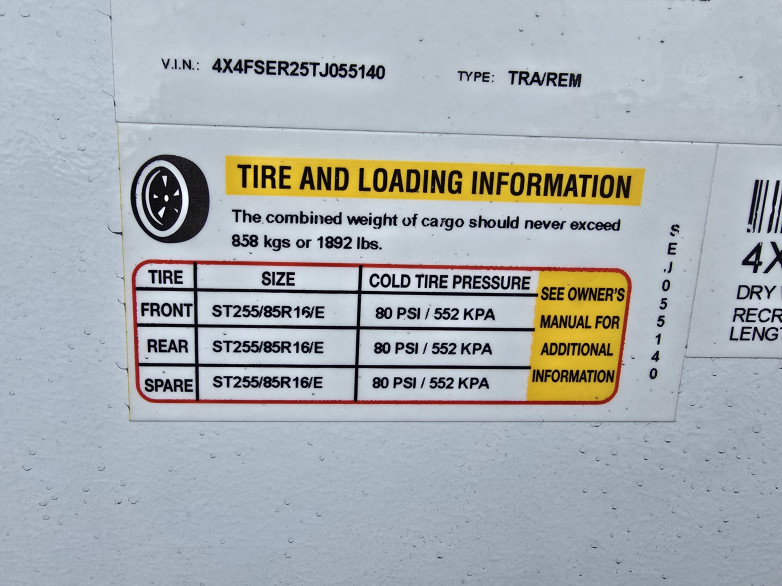 V.I.N.: 4X4FSER25TJ055140 TYPE: TRA/REM
TIRE AND LOADING INFORMATION
The combined weight of cargo should never exceed
858 kgs or 1892 lbs.
TIRE SIZE COLD TIRE PRESSURE
FRONT ST255/85R16/E 80 PSI / 552 KPA
REAR ST255/85R16/E 80 PSI / 552 KPA
SPARE ST255/85R16/E 80 PSI / 552 KPA
SEE OWNER'S
MANUAL FOR
ADDITIONAL
INFORMATION
SEJ055140
4X
DRY
RECR
LENGT